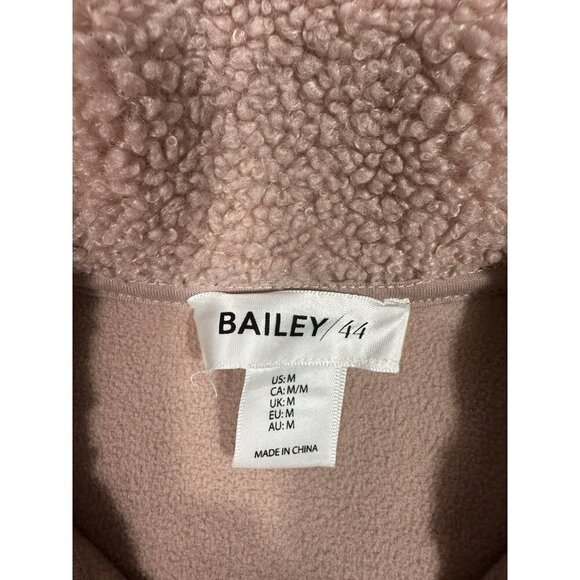 BAILEY/44
US: M
CA: M/M
UK: M
EU: M
AU: M
MADE IN CHINA